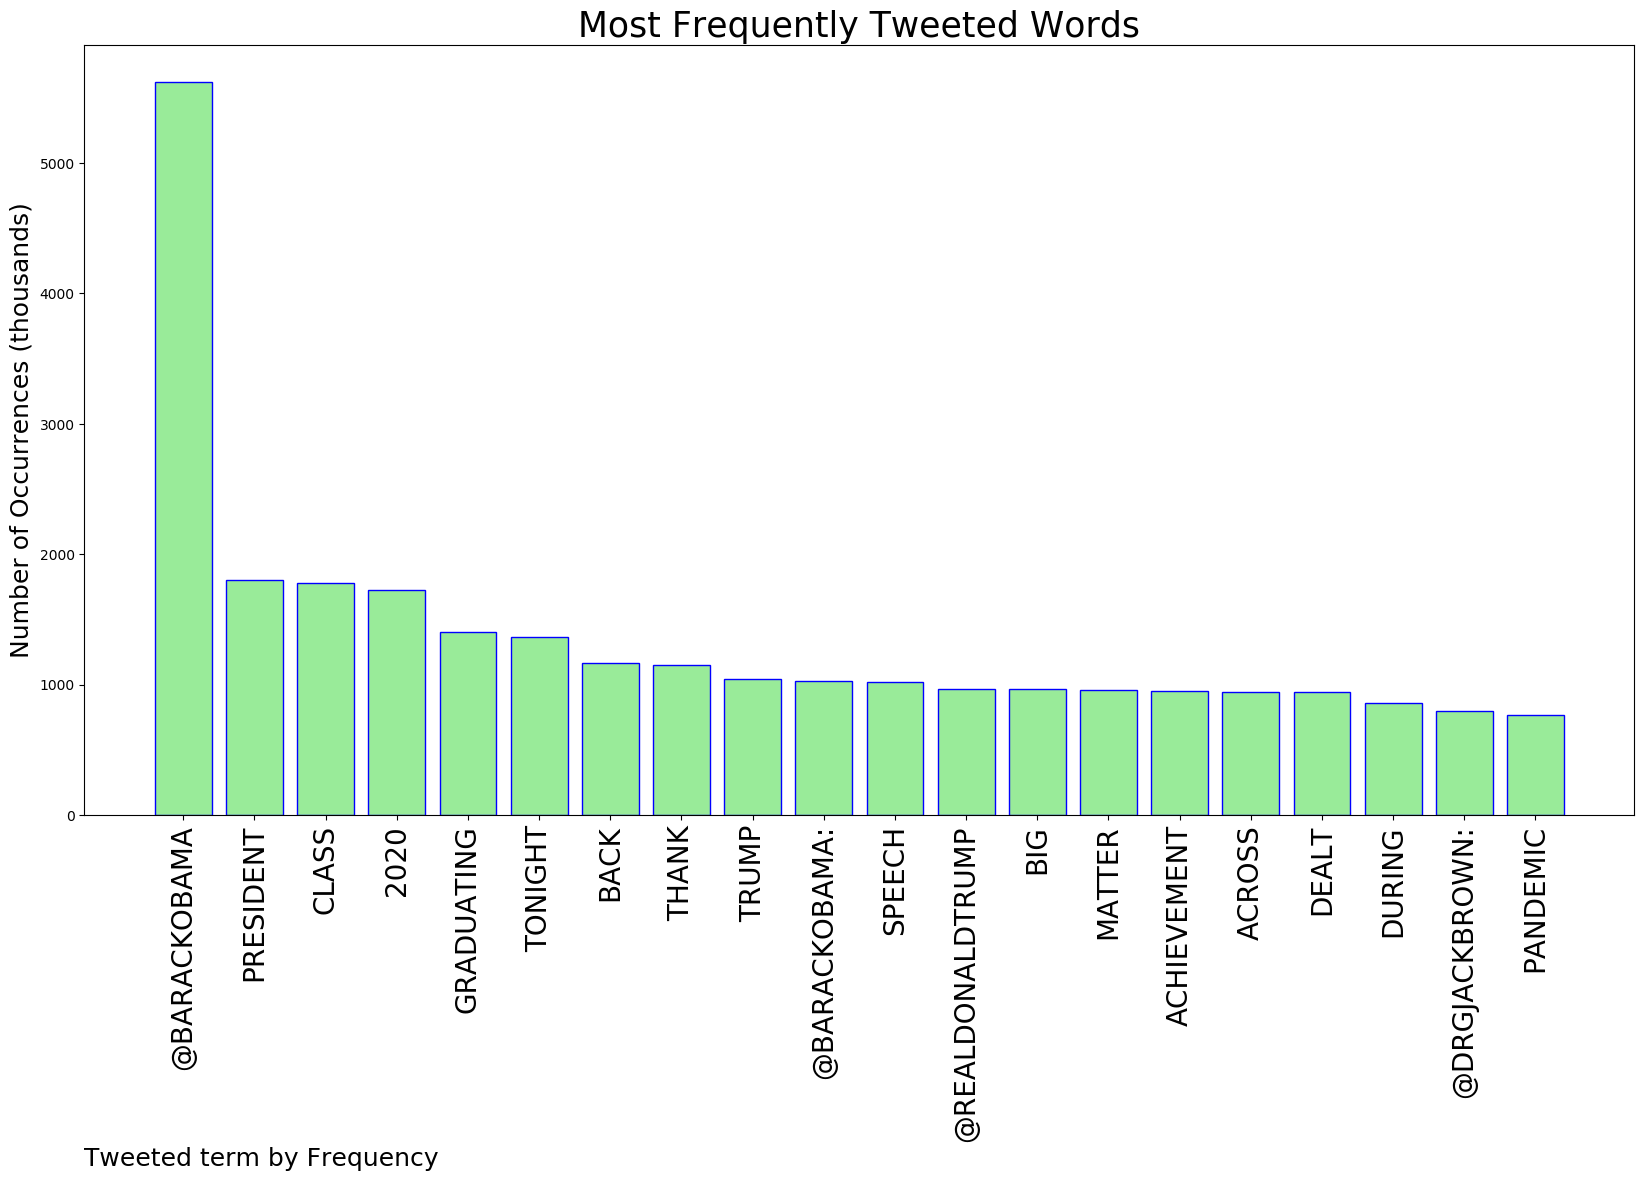 Most Frequently Tweeted Words
Number of Occurrences (thousands)
5000
4000
3000
2000
1000
0
@BARACKOBAMA
PRESIDENT
CLASS
2020
GRADUATING
TONIGHT
BACK
THANK
TRUMP
@BARACKOBAMA:
SPEECH
@REALDONALDTRUMP
BIG
MATTER
ACHIEVEMENT
ACROSS
DEALT
DURING
@DRGJACKBROWN:
PANDEMIC
Tweeted term by Frequency